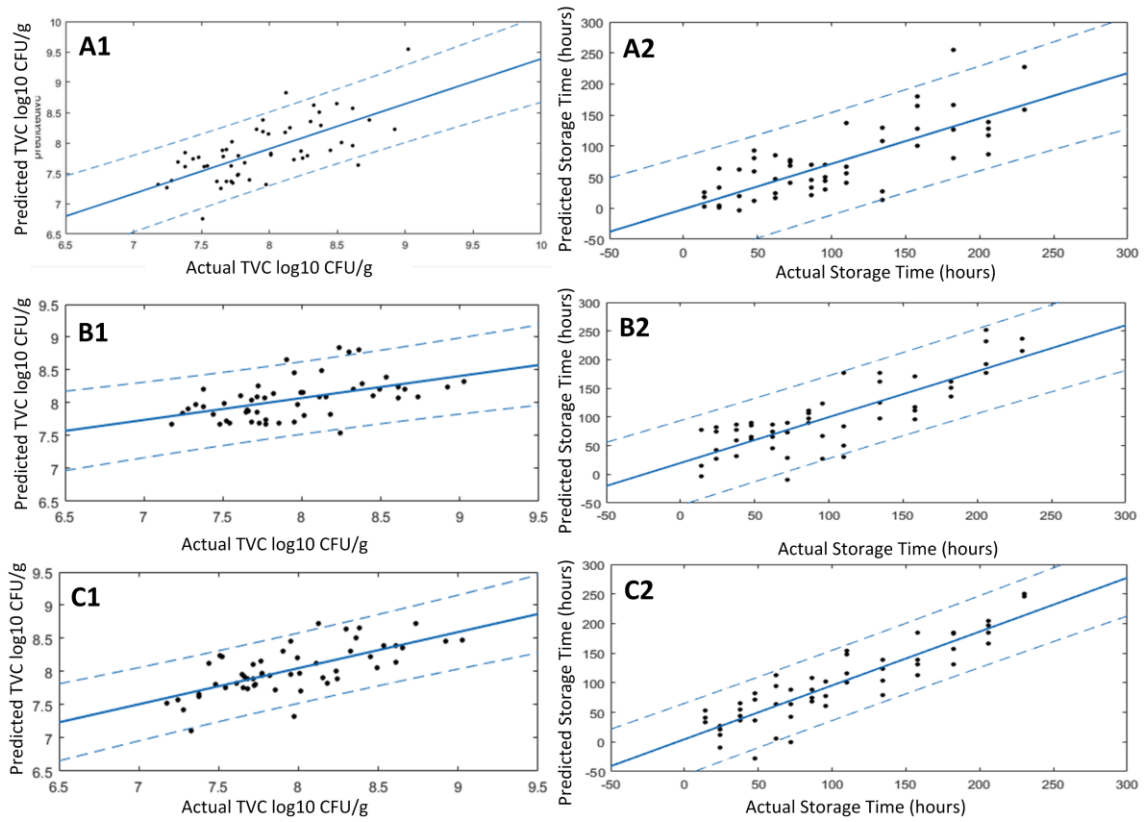 A1
Predicted TVC log10 CFU/g
10
9.5
9
8.5
8
7.5
7
6.5
6.5 7 7.5 8 8.5 9 9.5 10
Actual TVC log10 CFU/g
A2
Predicted Storage Time (hours)
300
250
200
150
100
50
0
-50
-50 0 50 100 150 200 250 300
Actual Storage Time (hours)
B1
Predicted TVC log10 CFU/g
9.5
9
8.5
8
7.5
7
6.5
6.5 7 7.5 8 8.5 9 9.5
Actual TVC log10 CFU/g
B2
Predicted Storage Time (hours)
300
250
200
150
100
50
0
-50
-50 0 50 100 150 200 250 300
Actual Storage Time (hours)
C1
Predicted TVC log10 CFU/g
9.5
9
8.5
8
7.5
7
6.5
6.5 7 7.5 8 8.5 9 9.5
Actual TVC log10 CFU/g
C2
Predicted Storage Time (hours)
300
250
200
150
100
50
0
-50
-50 0 50 100 150 200 250 300
Actual Storage Time (hours)